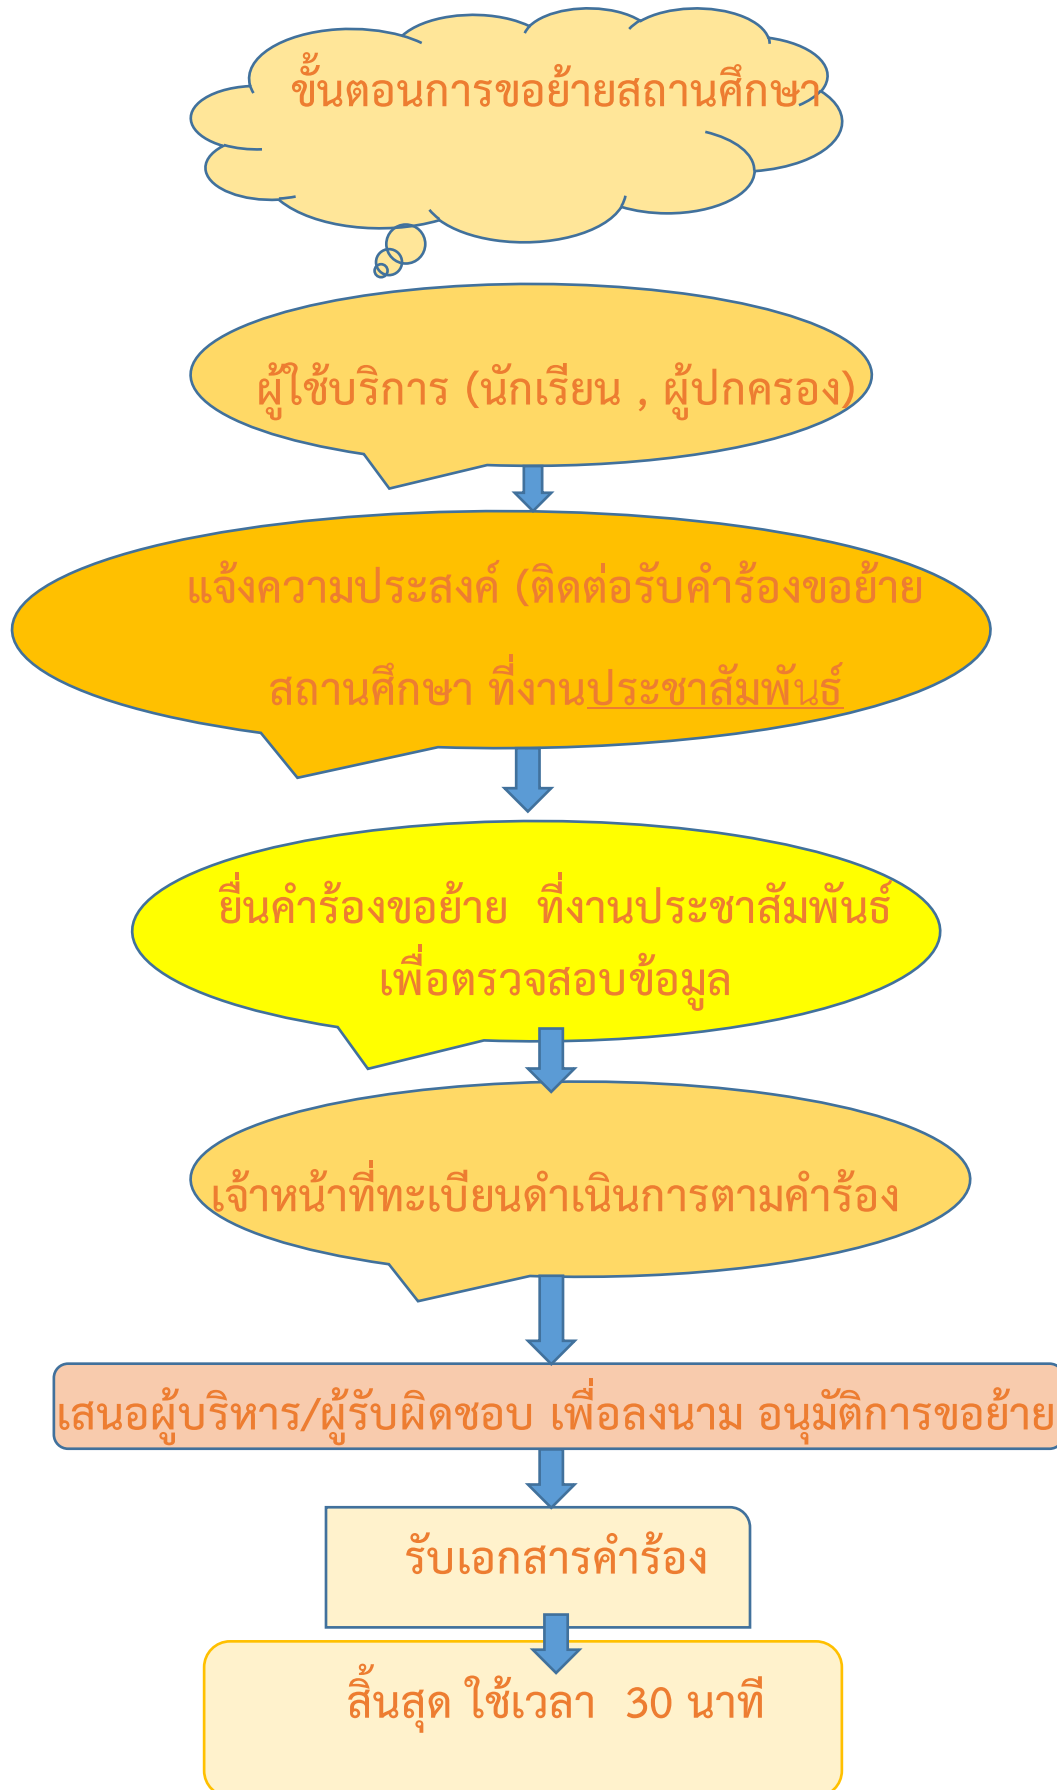 ขั้นตอนการขอย้ายสถานศึกษา
ผู้ใช้บริการ (นักเรียน , ผู้ปกครอง)
แจ้งความประสงค์ (ติดต่อรับคำร้องขอย้าย
สถานศึกษา ที่งานประชาสัมพันธ์
ยื่นคำร้องขอย้าย ที่งานประชาสัมพันธ์
เพื่อตรวจสอบข้อมูล
เจ้าหน้าที่ทะเบียนดำเนินการตามคำร้อง
เสนอผู้บริหาร/ผู้รับผิดชอบ เพื่อลงนาม อนุมัติการขอย้าย
รับเอกสารคำร้อง
สิ้นสุด ใช้เวลา 30 นาที